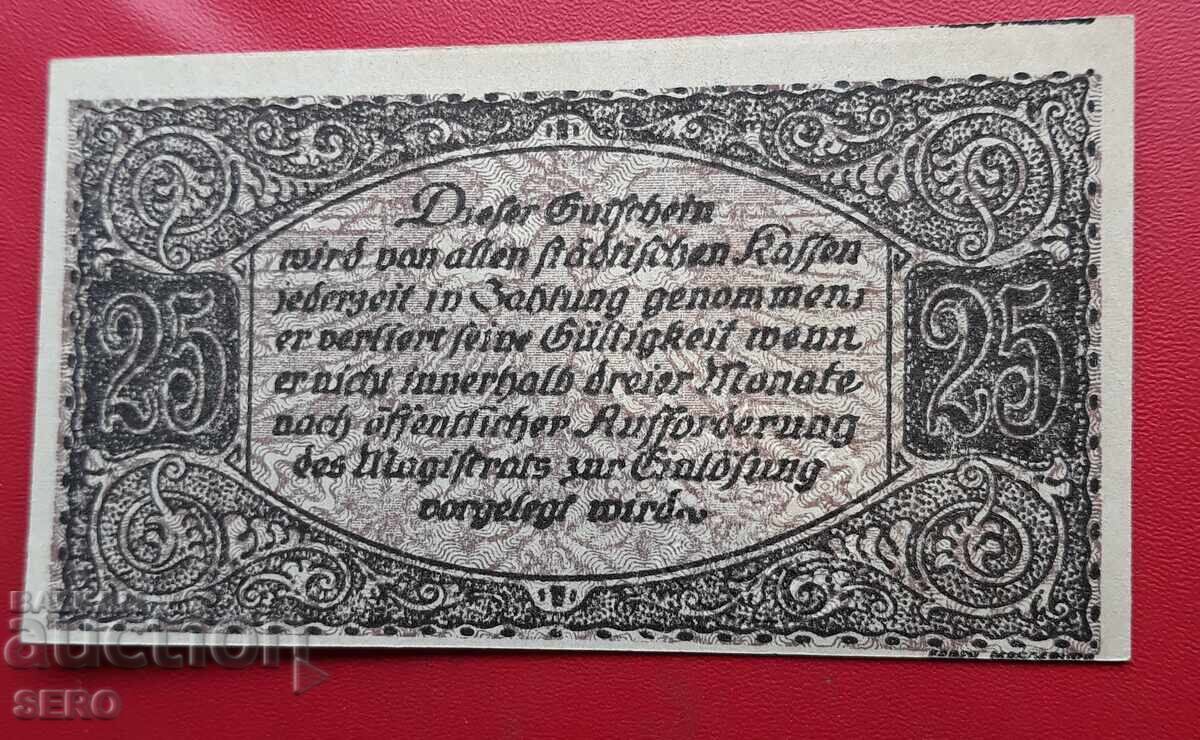 Dieser Gutschein
wird von allen städtischen Kassen
jederzeit in Zahlung genommen;
er verliert seine Gültigkeit wenn
er nicht innerhalb dreier Monate
nach öffentlicher Aufforderung
des Magistrats zur Einlösung
vorgelegt wird
25
25
BALKAN
auction
SERO